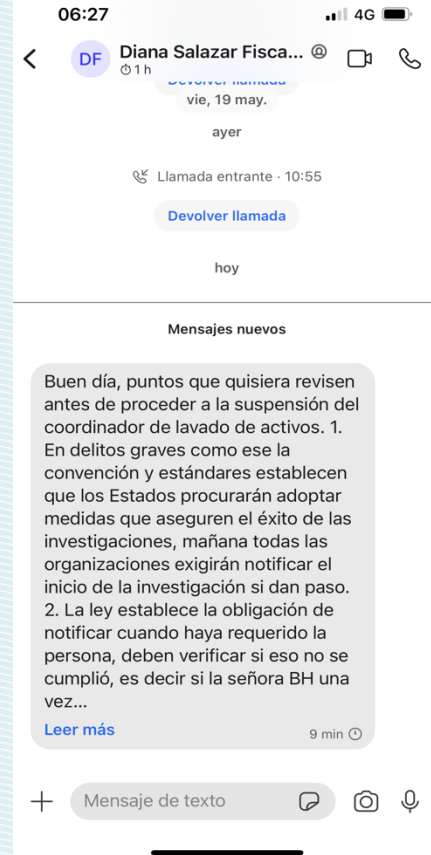 06:27
4G
DF
Diana Salazar Fisca...
1 h
Devolver llamada
vie, 19 may.
ayer
Llamada entrante · 10:55
Devolver llamada
hoy
Mensajes nuevos
Buen día, puntos que quisiera revisen
antes de proceder a la suspensión del
coordinador de lavado de activos. 1.
En delitos graves como ese la
convención y estándares establecen
que los Estados procurarán adoptar
medidas que aseguren el éxito de las
investigaciones, mañana todas las
organizaciones exigirán notificar el
inicio de la investigación si dan paso.
2. La ley establece la obligación de
notificar cuando haya requerido la
persona, deben verificar si eso no se
cumplió, es decir si la señora BH una
vez...
Leer más
9 min
Mensaje de texto